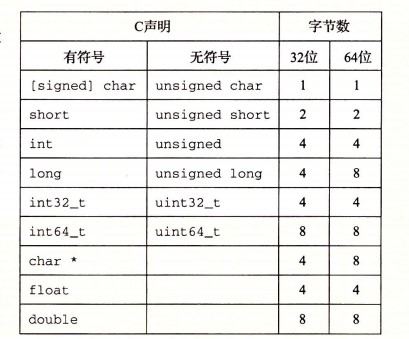 C声明 字节数
有符号 无符号 32位 64位
[signed] char unsigned char 1 1
short unsigned short 2 2
int unsigned 4 4
long unsigned long 4 8
int32_t uint32_t 4 4
int64_t uint64_t 8 8
char * 4 8
float 4 4
double 8 8